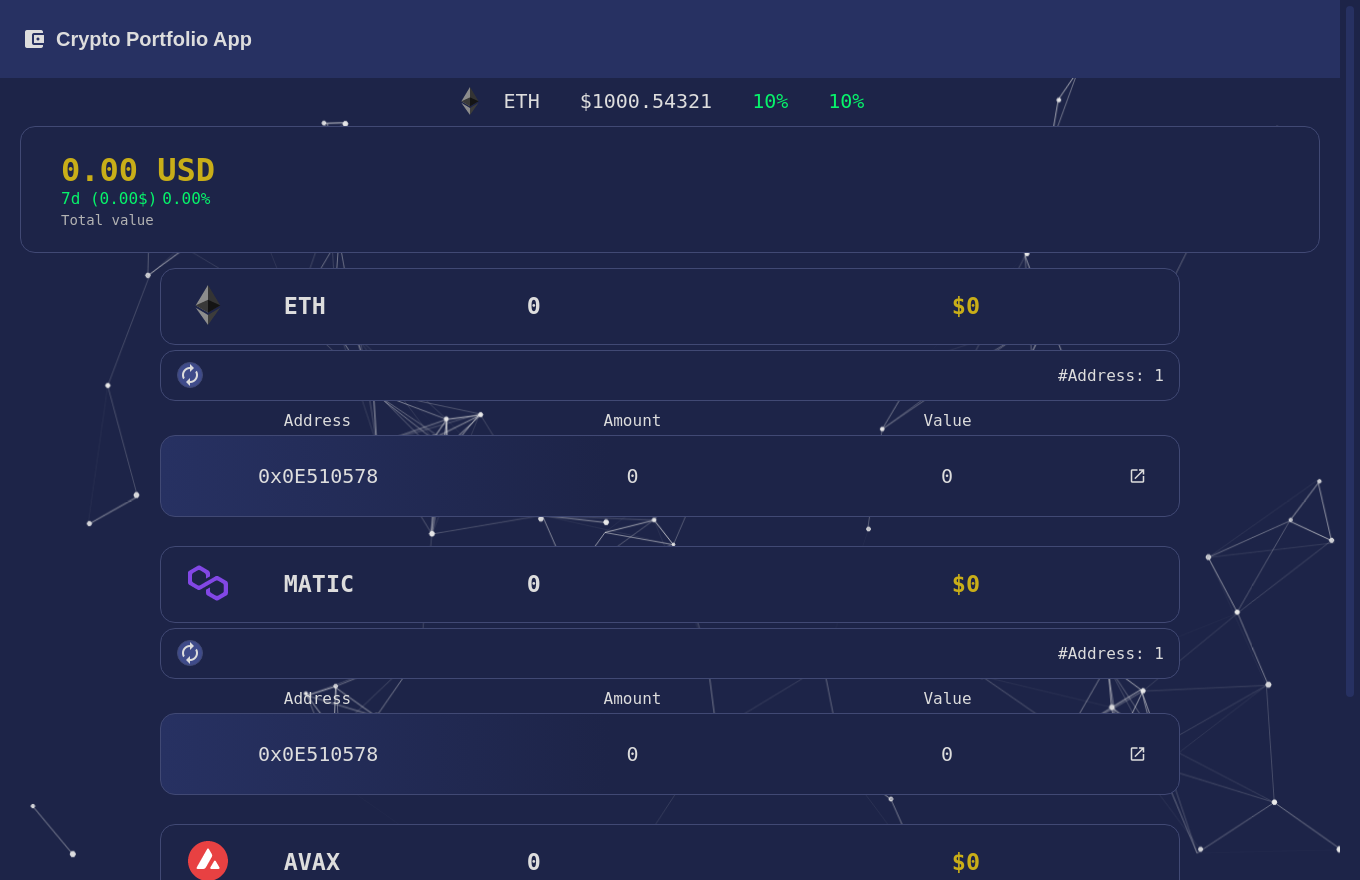 Crypto Portfolio App
ETH $1000.54321 10% 10%
0.00 USD
7d (0.00$) 0.00%
Total value
ETH 0 $0
#Address: 1
Address Amount Value
0x0E510578 0 0
MATIC 0 $0
#Address: 1
Address Amount Value
0x0E510578 0 0
AVAX 0 $0